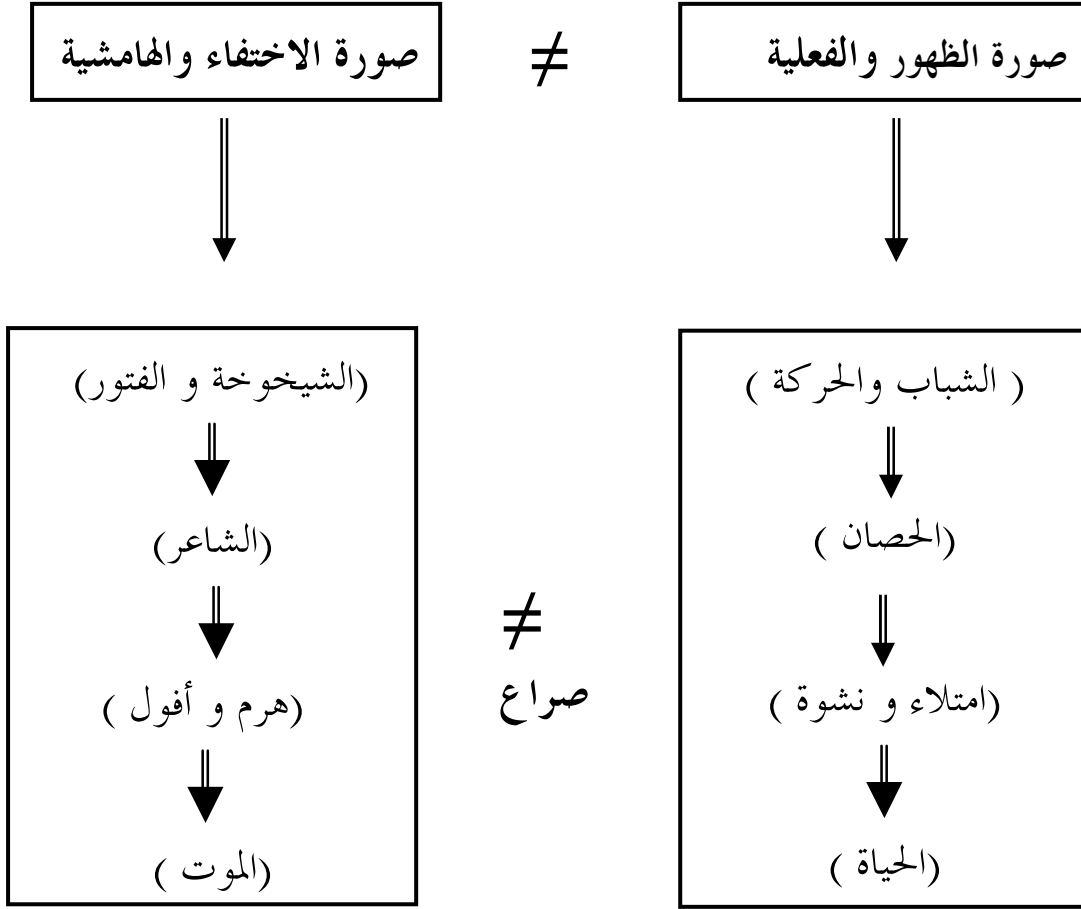 صورة الظهور والفعلية ≠ صورة الاختفاء والهامشية
( الشباب والحركة )
(الحصان )
(امتلاء و نشوة )
(الحياة )
≠
صراع
(الشيخوخة و الفتور)
(الشاعر)
(هرم و أفول )
(الموت )